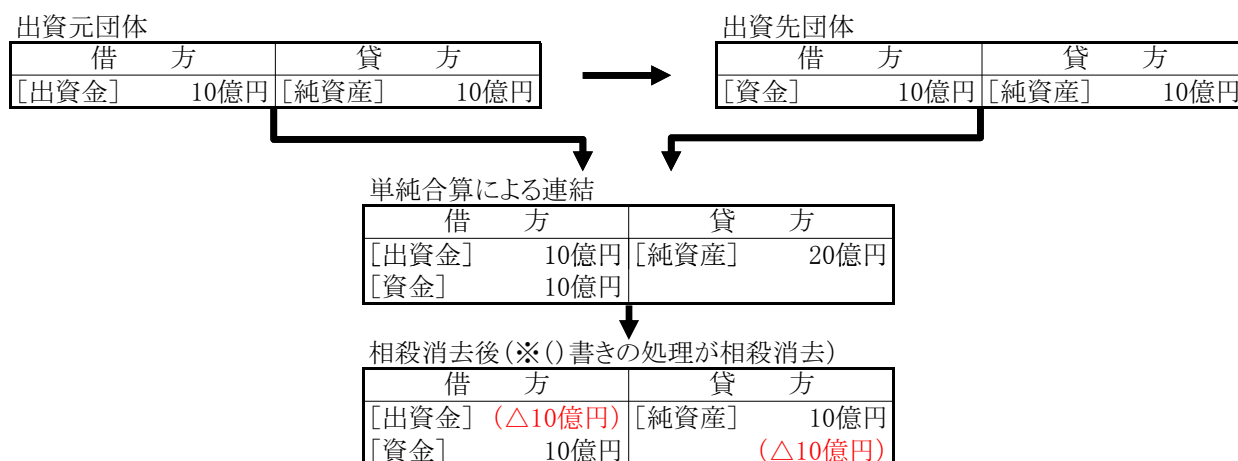 出資元団体
借　方　貸　方
［出資金］　10億円　［純資産］　10億円
出資先団体
借　方　貸　方
［資金］　10億円　［純資産］　10億円
単純合算による連結
借　方　貸　方
［出資金］　10億円　［純資産］　20億円
［資金］　10億円
相殺消去後（※（）書きの処理が相殺消去）
借　方　貸　方
［出資金］（△10億円）［純資産］　10億円
［資金］　10億円　（△10億円）